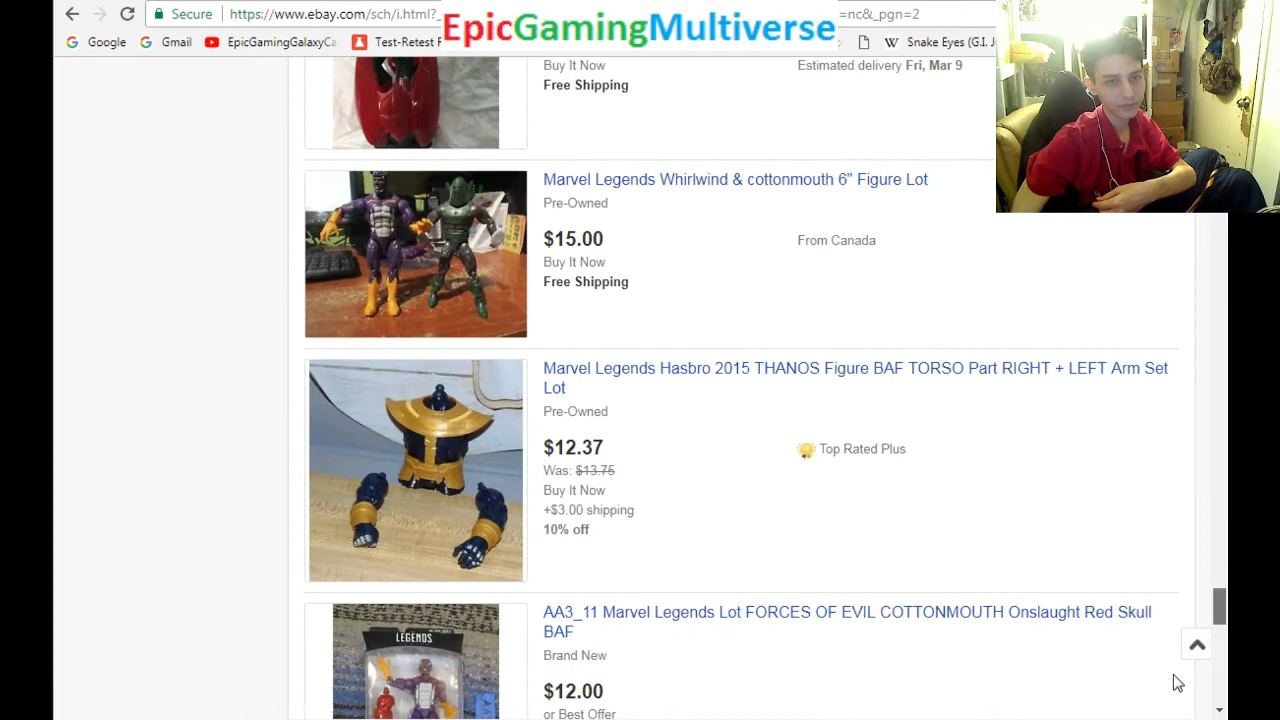 Secure https://www.ebay.com/sch/i.html?_
EpicGamingMultiverse
=nc&_pgn=2
Google Gmail EpicGamingGalaxyCa Test-Retest F Snake Eyes (G.I. J
Buy It Now Estimated delivery Fri, Mar 9
Free Shipping
Marvel Legends Whirlwind & cottonmouth 6" Figure Lot
Pre-Owned
$15.00 From Canada
Buy It Now
Free Shipping
Marvel Legends Hasbro 2015 THANOS Figure BAF TORSO Part RIGHT + LEFT Arm Set
Lot
Pre-Owned
$12.37 Top Rated Plus
Was: $13.75
Buy It Now
+$3.00 shipping
10% off
AA3_11 Marvel Legends Lot FORCES OF EVIL COTTONMOUTH Onslaught Red Skull
BAF
LEGENDS
Brand New
$12.00
or Best Offer